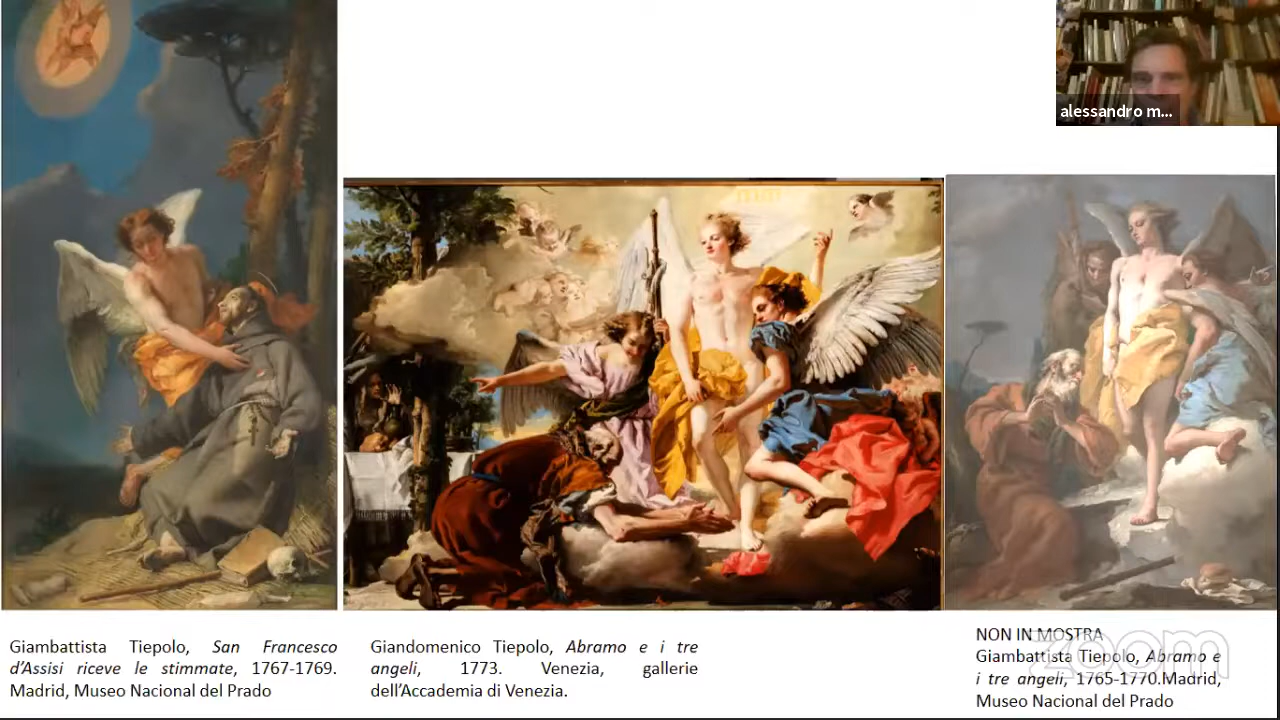 alessandro m...
Giambattista Tiepolo, San Francesco
d'Assisi riceve le stimmate, 1767-1769.
Madrid, Museo Nacional del Prado
Giandomenico Tiepolo, Abramo e i tre
angeli, 1773. Venezia, gallerie
dell'Accademia di Venezia.
NON IN MOSTRA
Giambattista Tiepolo, Abramo e
i tre angeli, 1765-1770.Madrid,
Museo Nacional del Prado
zoom